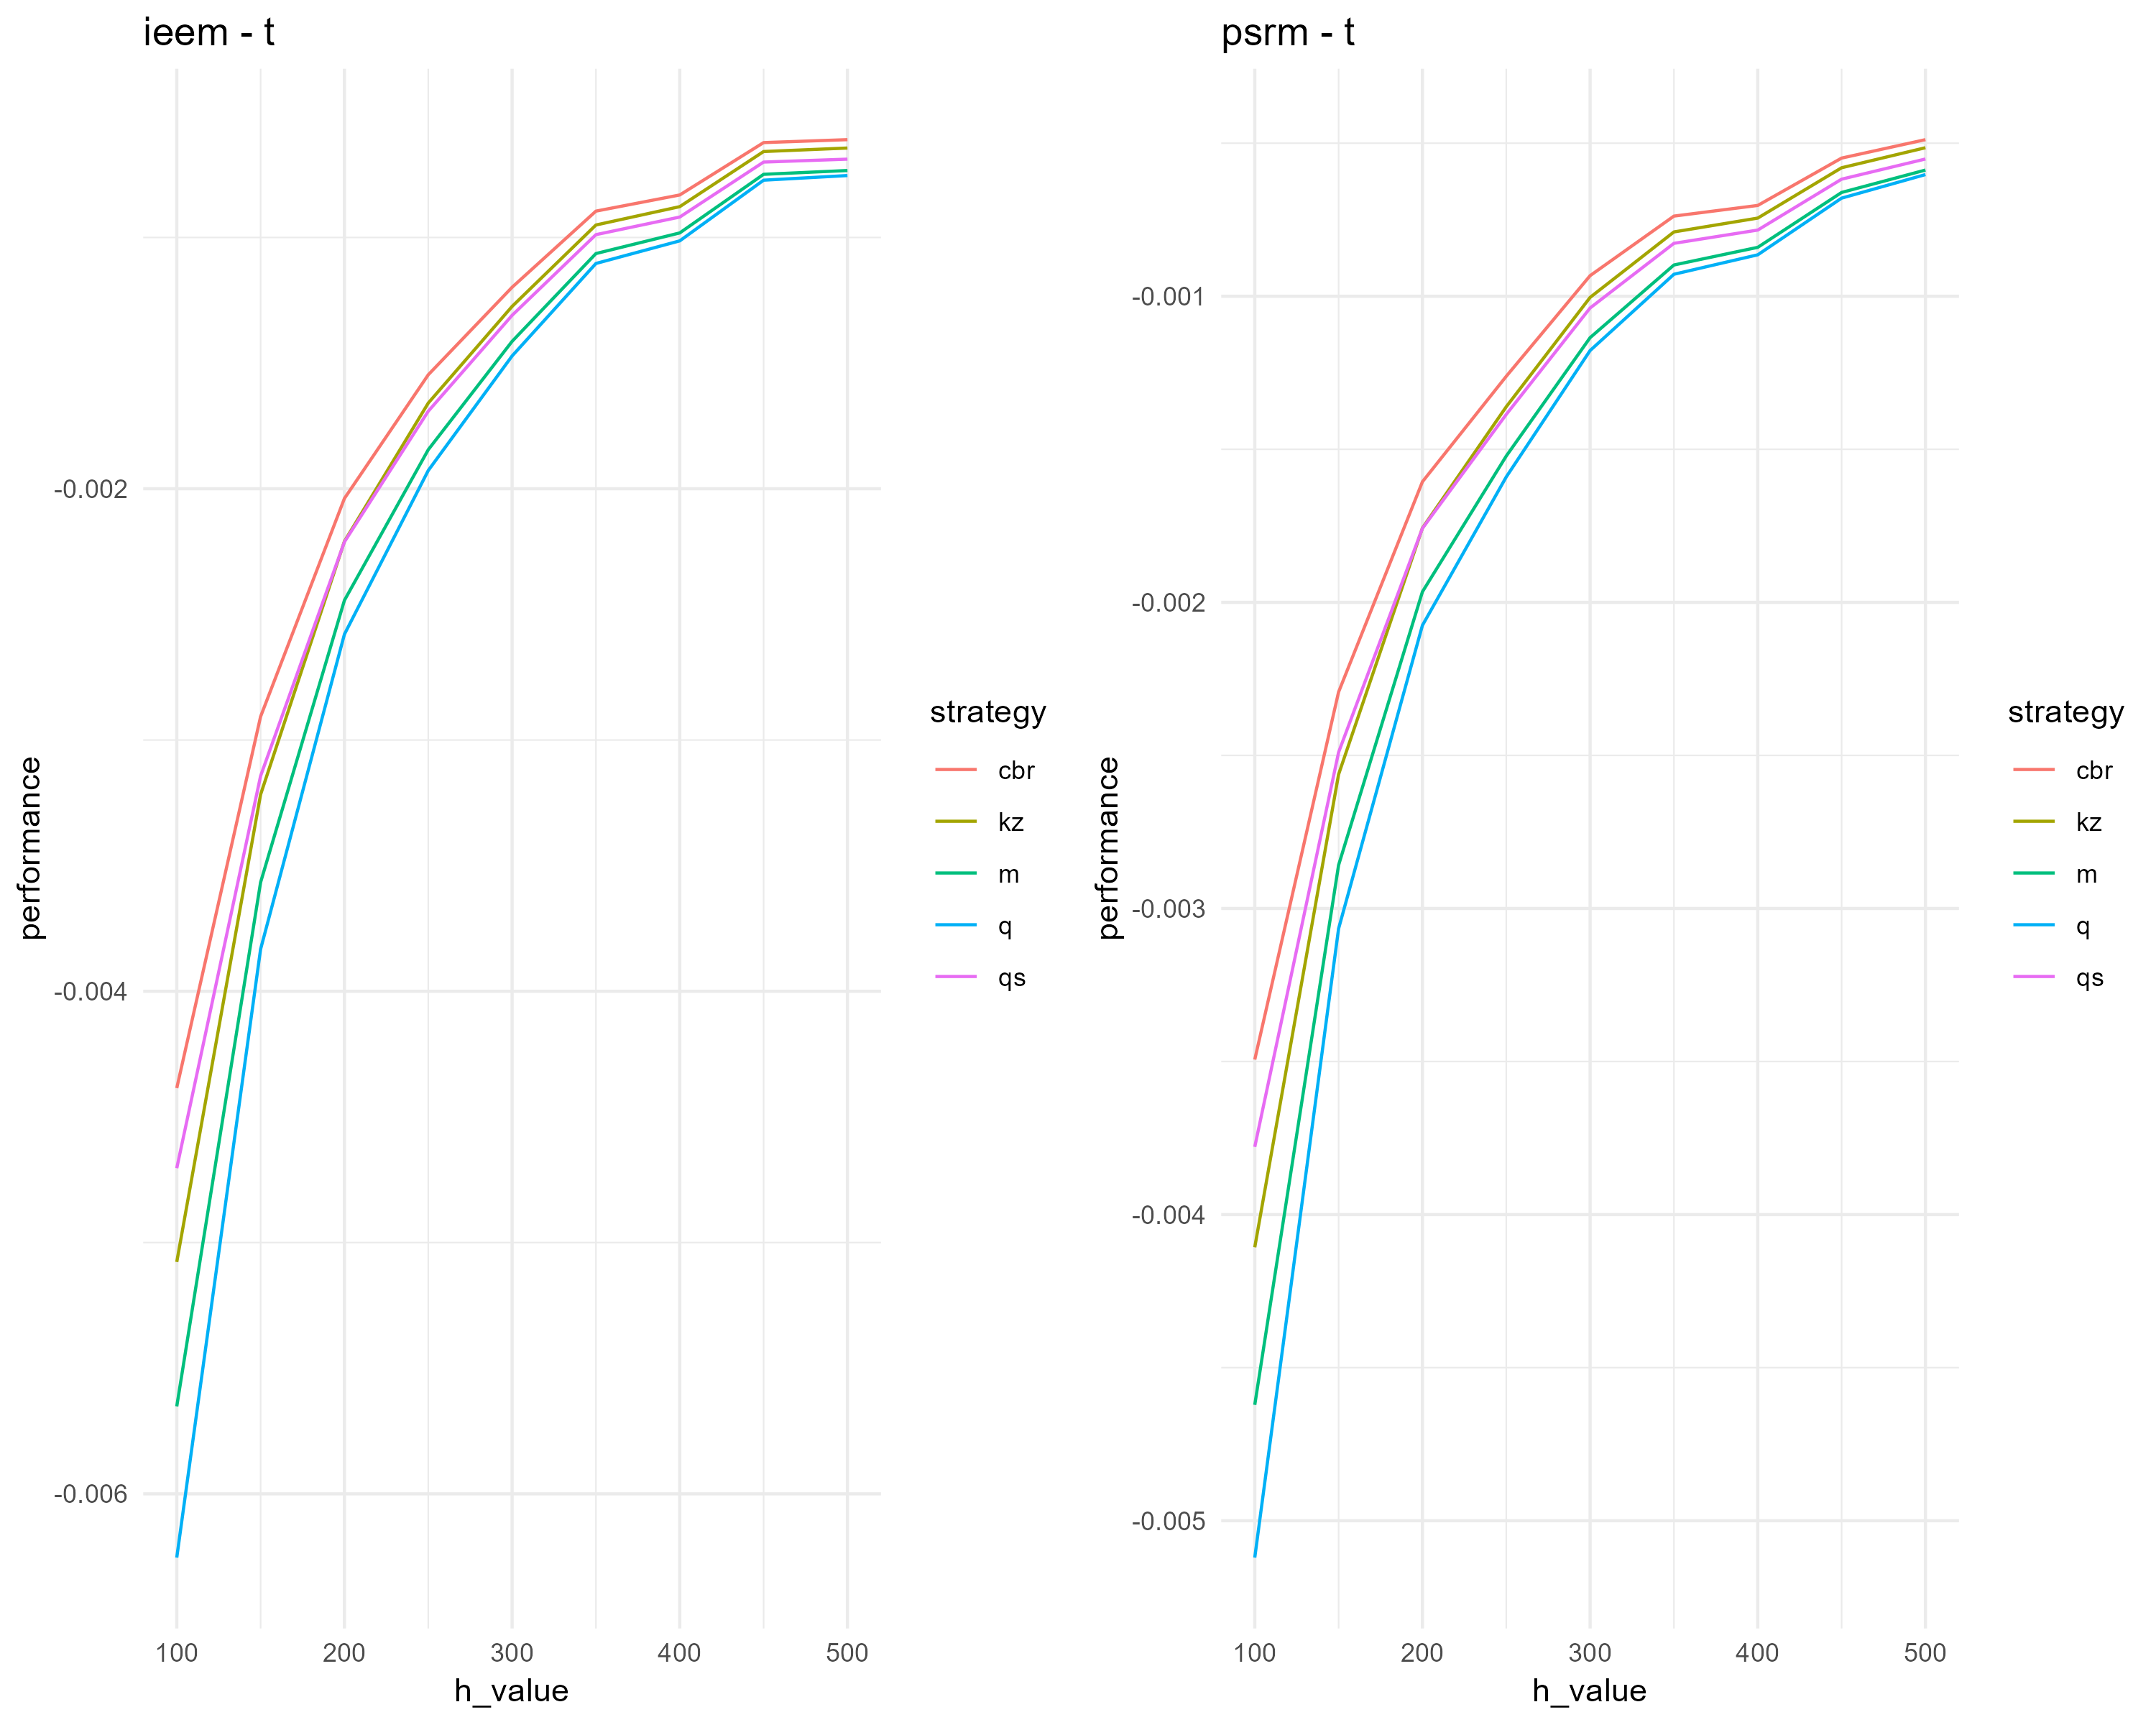 ieem - t
performance
-0.002
-0.004
-0.006
100 200 300 400 500
h_value
strategy
cbr
kz
m
q
qs
psrm - t
performance
-0.001
-0.002
-0.003
-0.004
-0.005
100 200 300 400 500
h_value
strategy
cbr
kz
m
q
qs